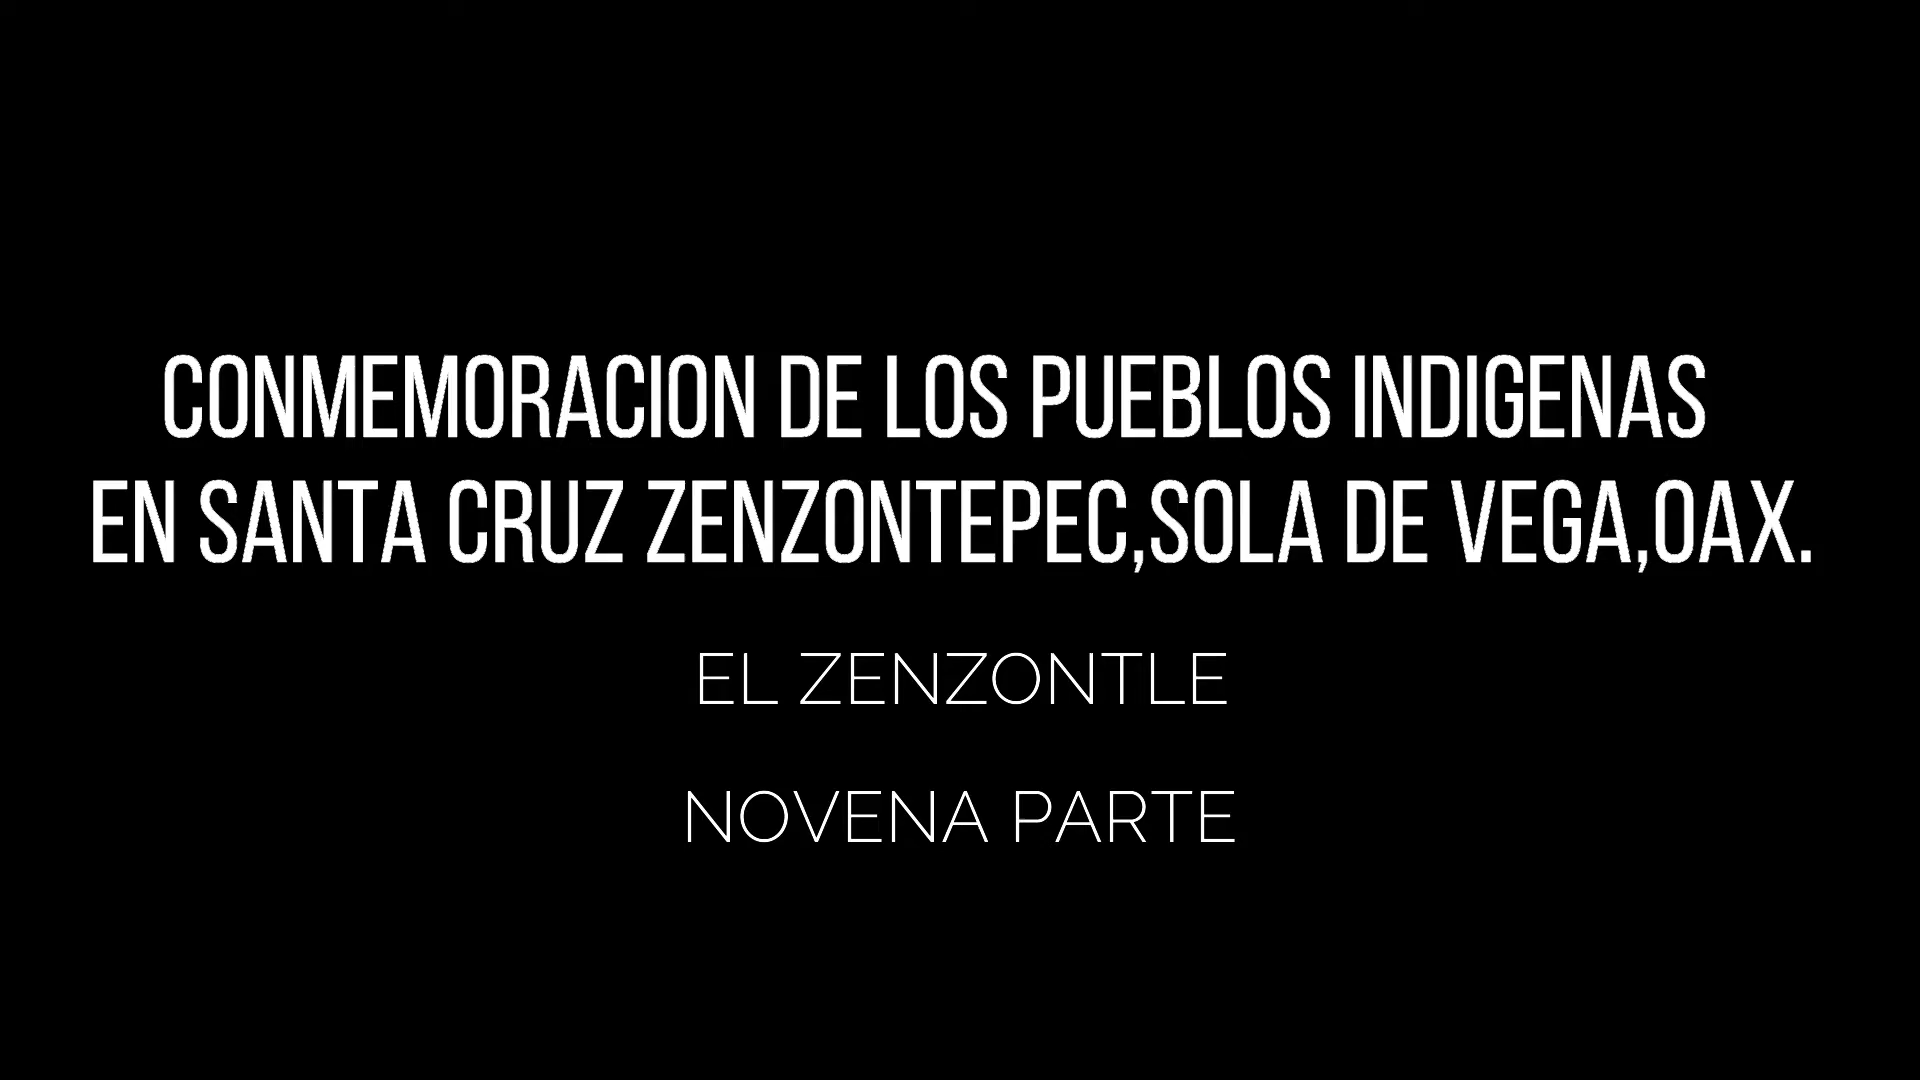 CONMEMORACION DE LOS PUEBLOS INDIGENAS
EN SANTA CRUZ ZENZONTEPEC,SOLA DE VEGA,OAX.
EL ZENZONTLE
NOVENA PARTE